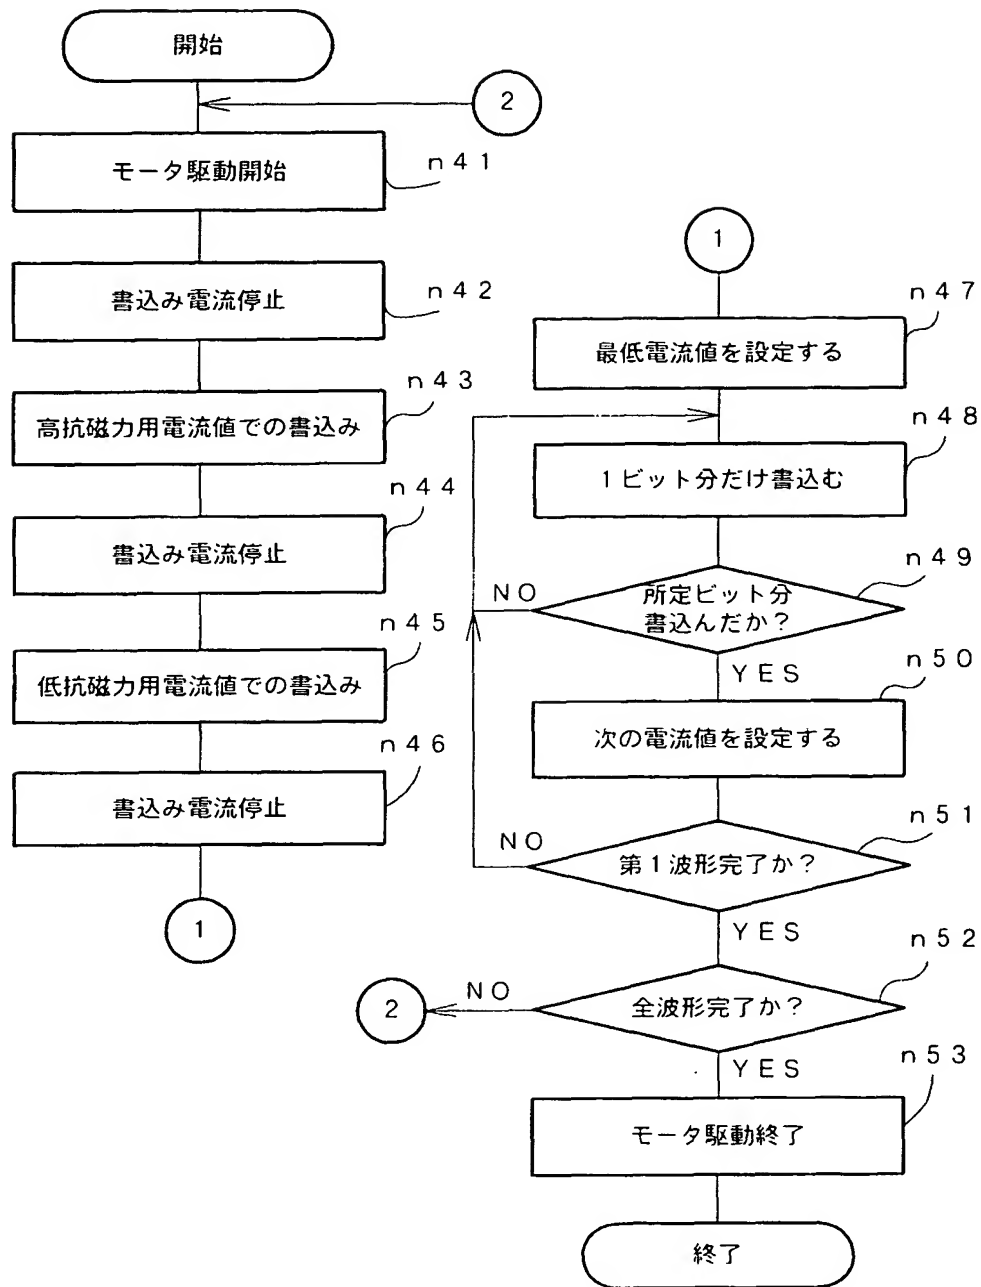 開始
2
モータ駆動開始
n41
書込み電流停止
n42
高抗磁力用電流値での書込み
n43
書込み電流停止
n44
低抗磁力用電流値での書込み
n45
書込み電流停止
n46
1
1
最低電流値を設定する
n47
1ビット分だけ書込む
n48
所定ビット分
書込んだか?
n49
NO
YES
次の電流値を設定する
n50
第1波形完了か?
n51
NO
YES
全波形完了か?
n52
NO
2
YES
モータ駆動終了
n53
終了